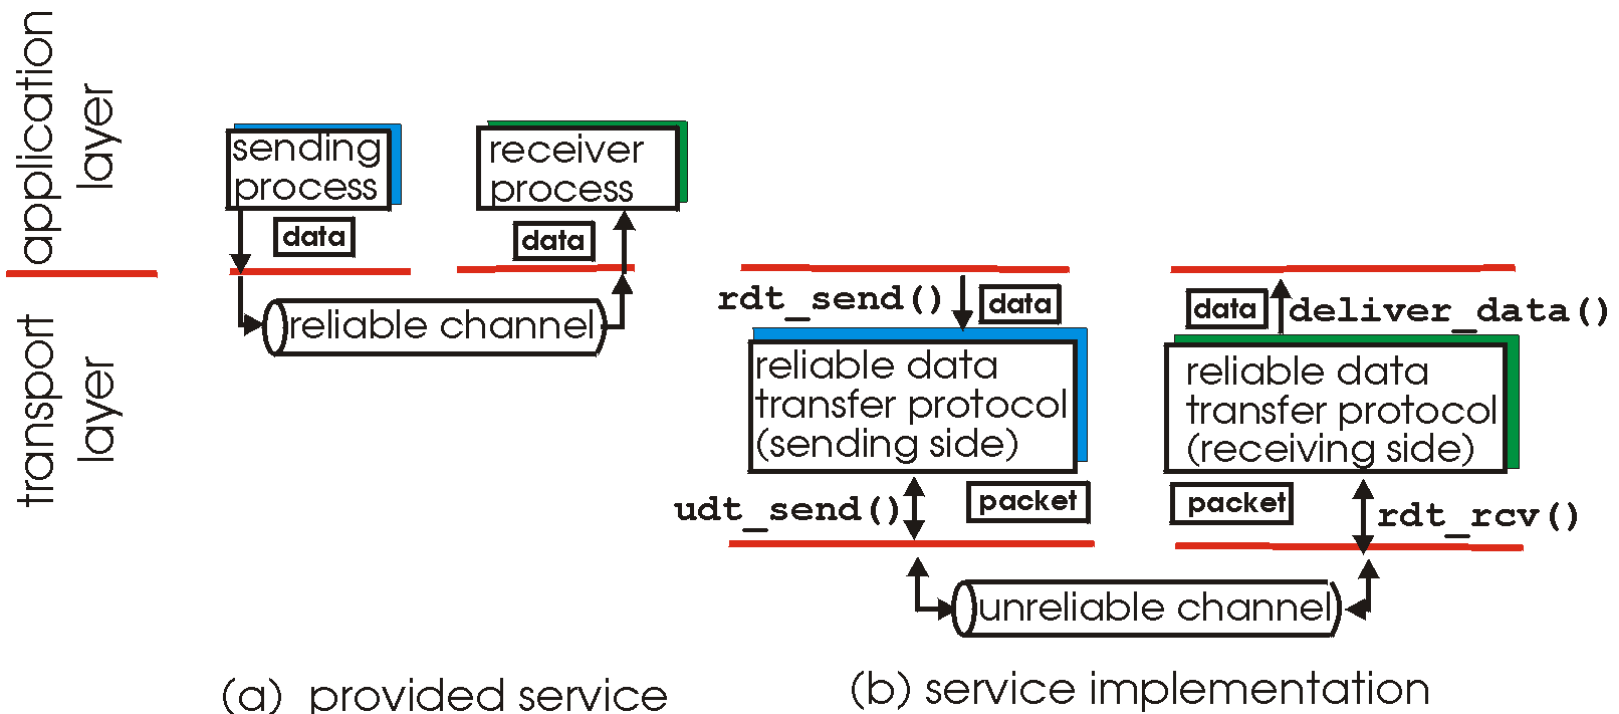 application
layer
transport
layer
sending
process
data
receiver
process
data
reliable channel
(a) provided service
rdt_send()
data
reliable data
transfer protocol
(sending side)
udt_send()
packet
data
deliver_data()
reliable data
transfer protocol
(receiving side)
packet
rdt_rcv()
unreliable channel
(b) service implementation